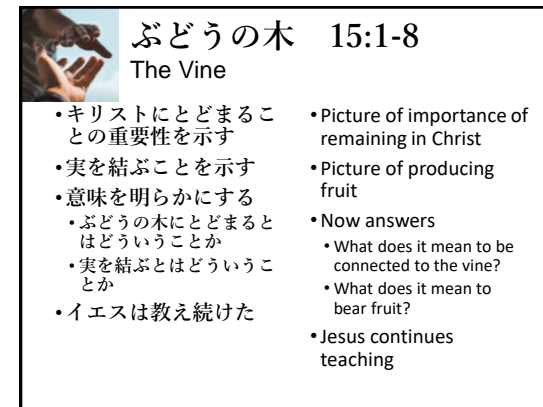 ぶどうの木　15:1-8
The Vine
•キリストにとどまるこ
との重要性を示す
•実を結ぶことを示す
•意味を明らかにする
•ぶどうの木にとどまると
はどういうことか
•実を結ぶとはどういうこ
とか
•イエスは教え続けた
•Picture of importance of
remaining in Christ
•Picture of producing
fruit
•Now answers
•What does it mean to be
connected to the vine?
•What does it mean to
bear fruit?
•Jesus continues
teaching